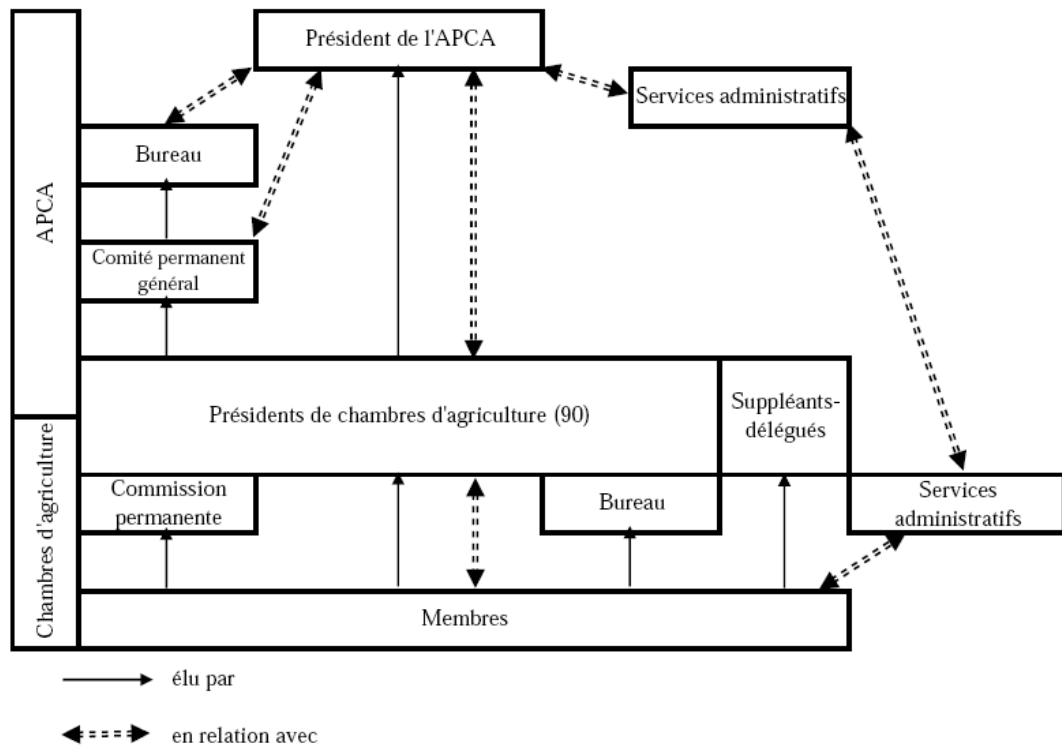 Président de l'APCA
Services administratifs
Bureau
APCA
Comité permanent
général
Présidents de chambres d'agriculture (90)
Suppléants-
délégués
Chambres d'agriculture
Commission
permanente
Bureau
Services
administratifs
Membres
élu par
en relation avec